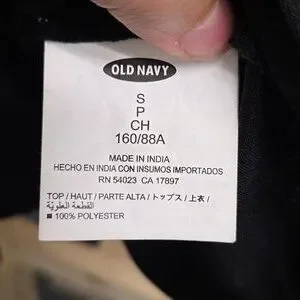 OLD NAVY
S
P
CH
160/88A
MADE IN INDIA
HECHO EN INDIA CON INSUMOS IMPORTADOS
RN 54023 CA 17897
TOP / HAUT / PARTE ALTA / トップス / 上衣 /
القطعة العلوية
100% POLYESTER